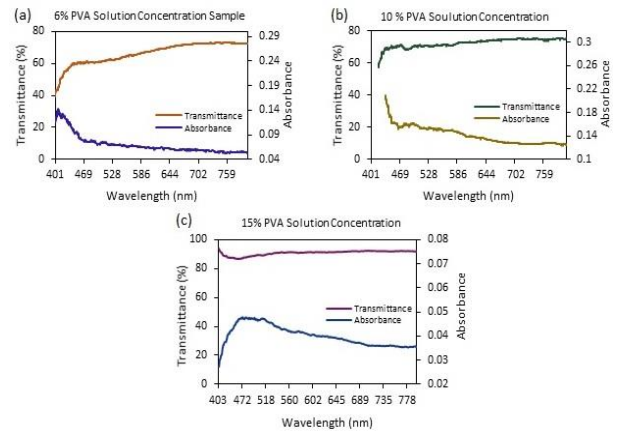 (a)
6% PVA Solution Concentration Sample
80
60
40
20
0
0.29
0.24
0.19
0.14
0.09
0.04
401 469 528 586 644 702 759
Transmittance (%)
Absorbance
Wavelength (nm)
Transmittance
Absorbance
(b)
10 % PVA Soulution Concentration
80
60
40
20
0
0.3
0.26
0.22
0.18
0.14
0.1
401 469 528 586 644 702 759
Transmittance (%)
Absorbance
Wavelength (nm)
Transmittance
Absorbance
(c)
15% PVA Solution Concentration
100
80
60
40
20
0
0.08
0.07
0.06
0.05
0.04
0.03
0.02
403 472 518 560 602 645 689 735 778
Transmittance (%)
Absorbance
Wavelength (nm)
Transmittance
Absorbance